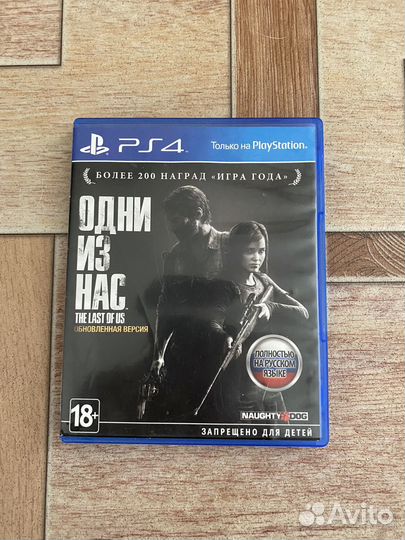 PS4
Только на PlayStation.
БОЛЕЕ 200 НАГРАД «ИГРА ГОДА»
ОДНИ
ИЗ
НАС
THE LAST OF US
ОБНОВЛЕННАЯ ВЕРСИЯ
ПОЛНОСТЬЮ
НА РУССКОМ
ЯЗЫКЕ
18+
NAUGHTY DOG
ЗАПРЕЩЕНО ДЛЯ ДЕТЕЙ
Avito